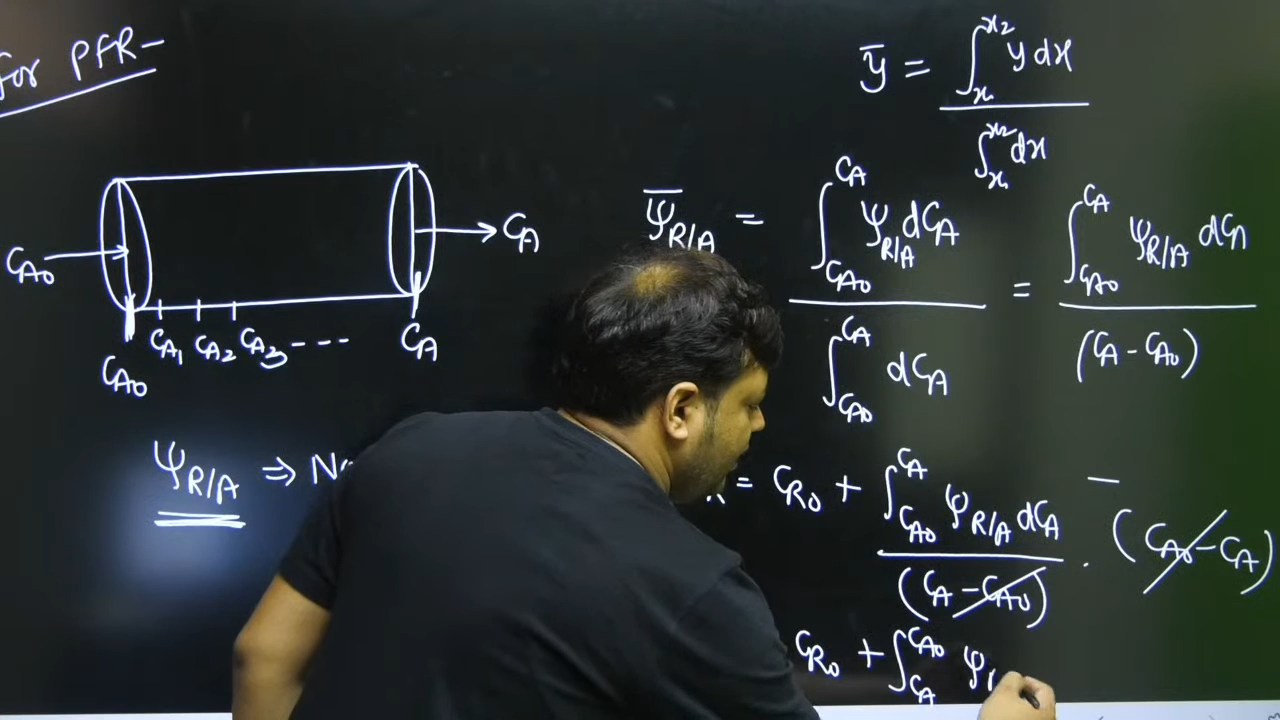 for PFR-
C_A0 → C_A
C_A0 C_A1 C_A2 C_A3 --- C_A
ψ_R/A ⇒
ȳ = ∫_{x₁}^{x₂} y dx / ∫_{x₁}^{x₂} dx
ψ̄_R/A = ∫_{C_A0}^{C_A} ψ_R/A dC_A / ∫_{C_A0}^{C_A} dC_A = ∫_{C_A0}^{C_A} ψ_R/A dC_A / (C_A - C_A0)
= C_R0 + ∫_{C_A0}^{C_A} ψ_R/A dC_A / (C_A - C_A0) · (C_A0 - C_A)
C_R0 + ∫_{C_A}^{C_A0} ψ